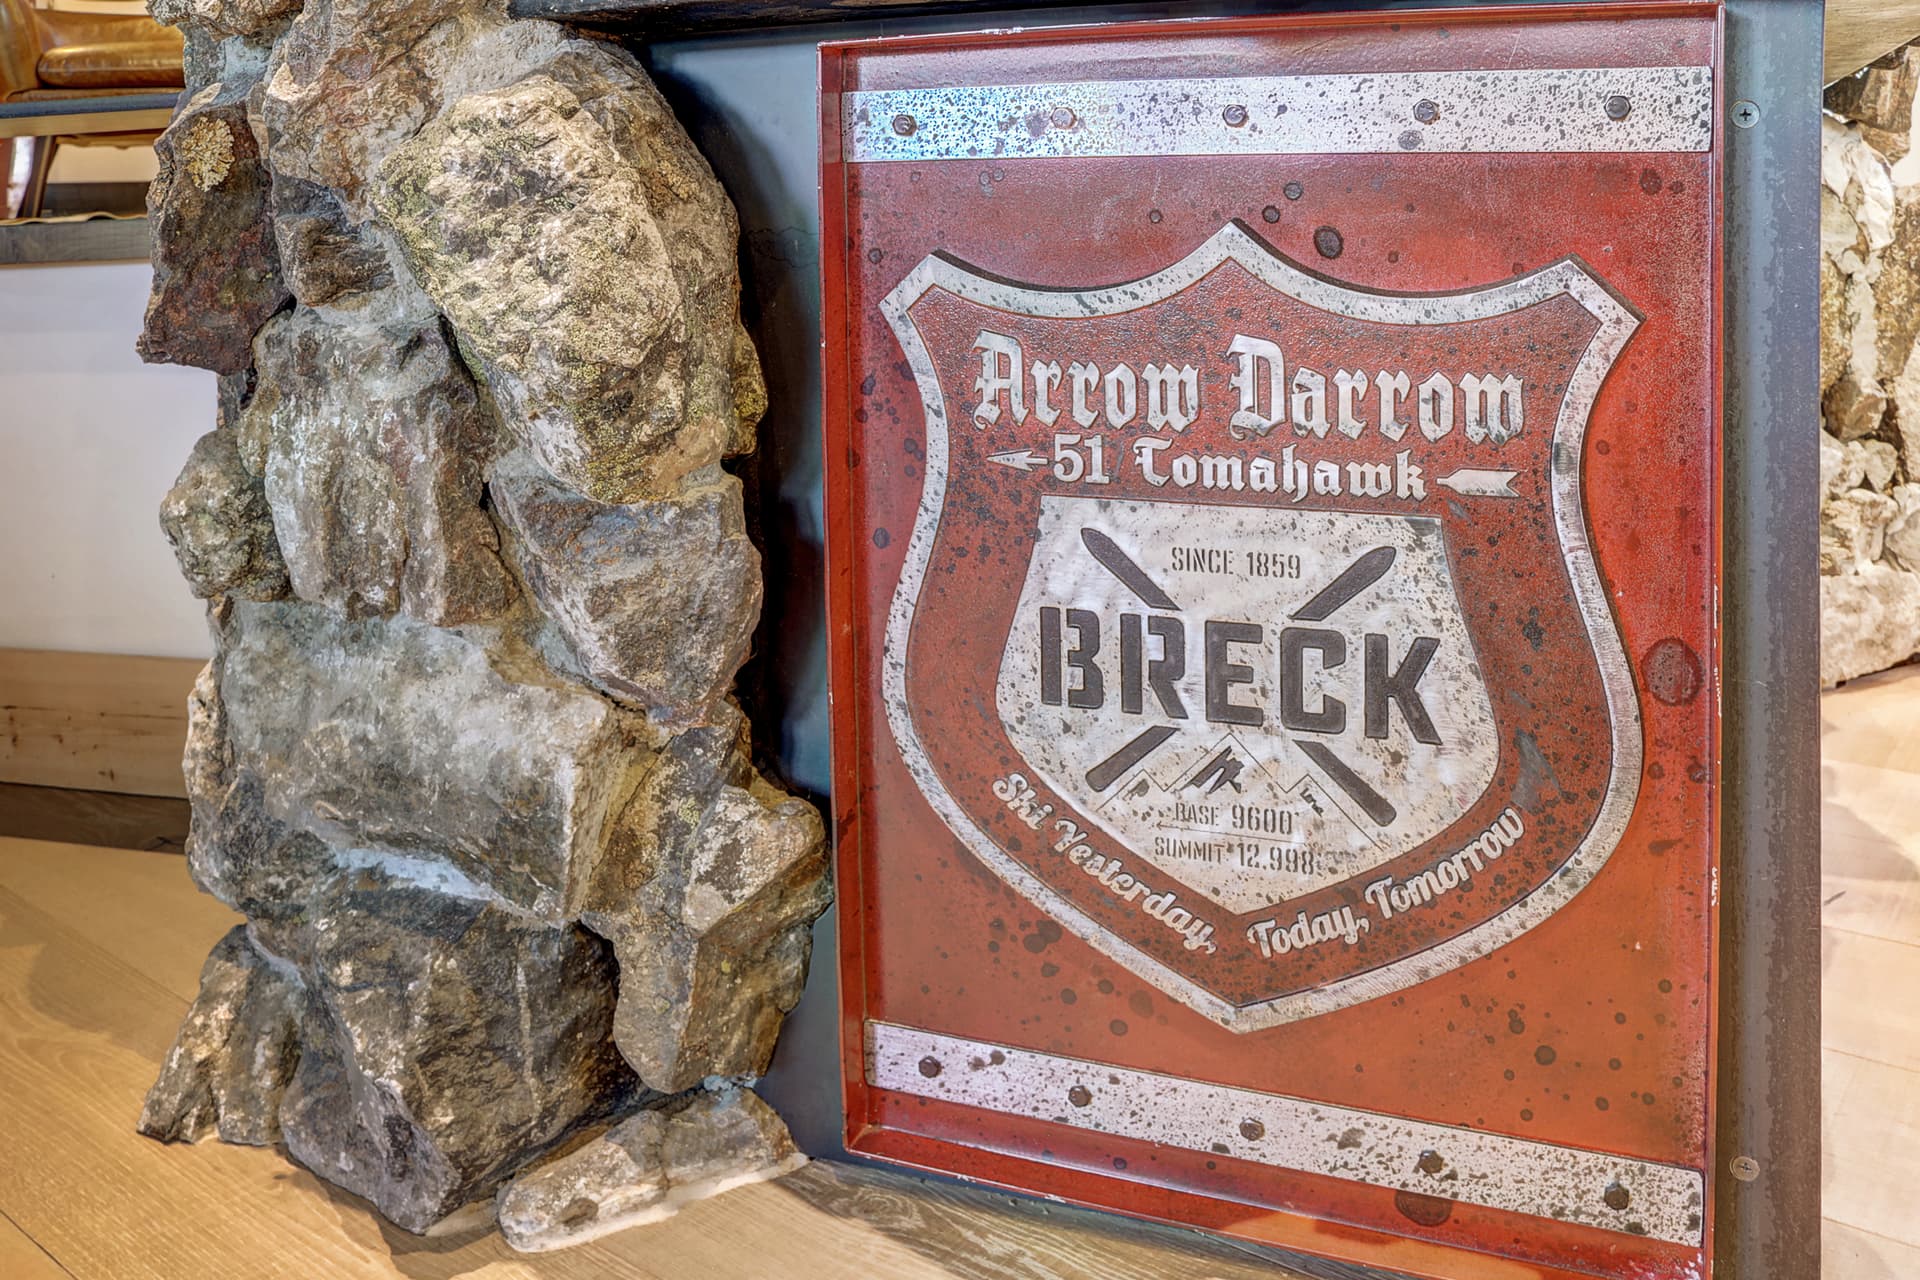 Arrow Darrow
51 Tomahawk
SINCE 1859
BRECK
BASE 9600'
SUMMIT 12.998'
Ski Yesterday, Today, Tomorrow